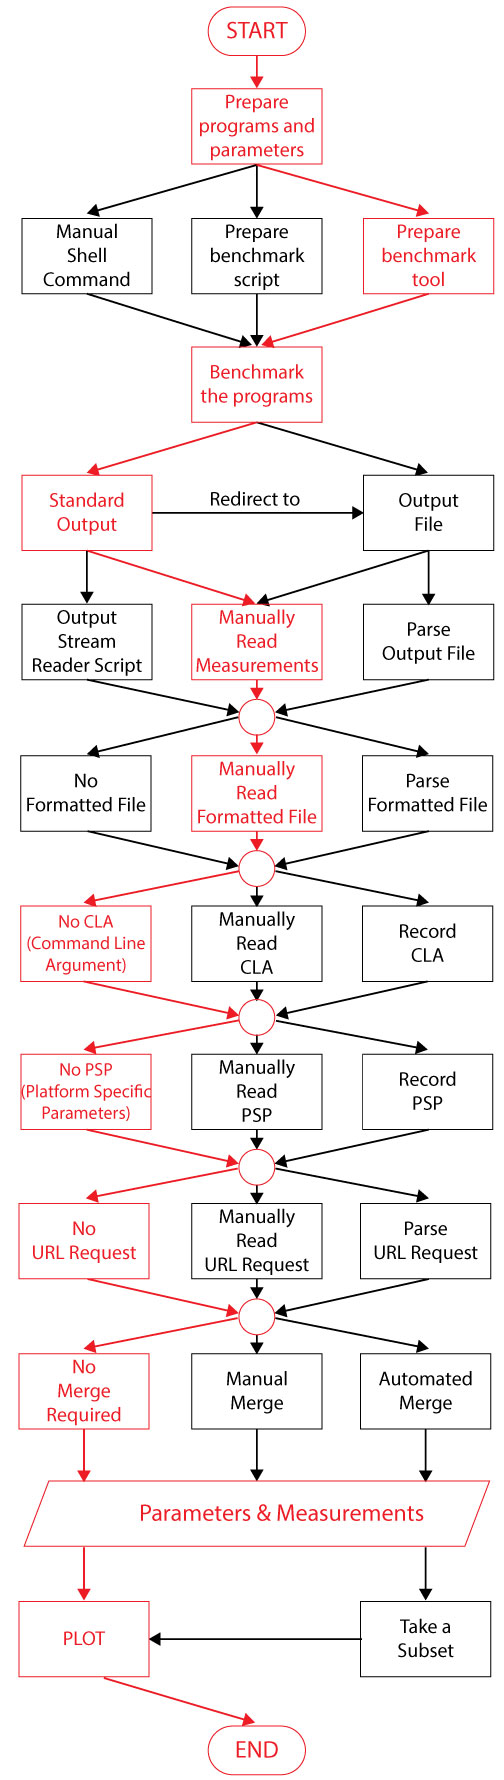 START
Prepare
programs and
parameters
Manual
Shell
Command
Prepare
benchmark
script
Prepare
benchmark
tool
Benchmark
the programs
Standard
Output
Redirect to
Output
File
Output
Stream
Reader Script
Manually
Read
Measurements
Parse
Output File
No
Formatted File
Manually
Read
Formatted File
Parse
Formatted File
No CLA
(Command Line
Argument)
Manually
Read
CLA
Record
CLA
No PSP
(Platform Specific
Parameters)
Manually
Read
PSP
Record
PSP
No
URL Request
Manually
Read
URL Request
Parse
URL Request
No
Merge
Required
Manual
Merge
Automated
Merge
Parameters & Measurements
PLOT
Take a
Subset
END